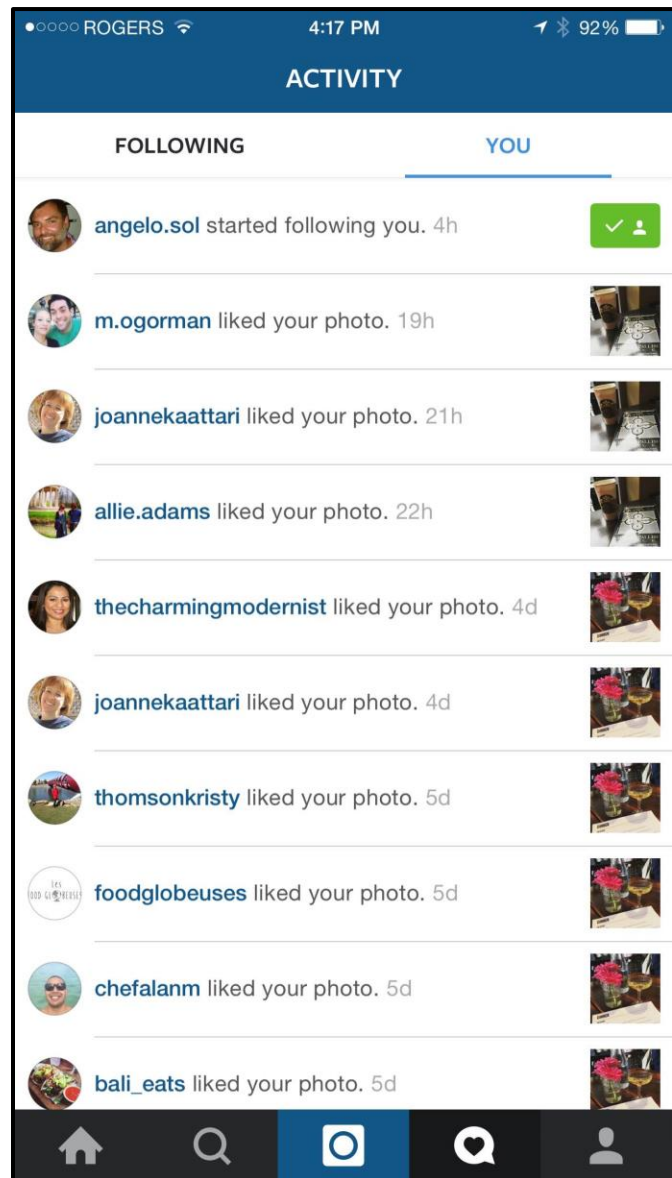 ROGERS 4:17 PM 92%
ACTIVITY
FOLLOWING YOU
angelo.sol started following you. 4h
m.ogorman liked your photo. 19h
joannekaattari liked your photo. 21h
allie.adams liked your photo. 22h
thecharmingmodernist liked your photo. 4d
joannekaattari liked your photo. 4d
thomsonkristy liked your photo. 5d
foodglobeuses liked your photo. 5d
chefalanm liked your photo. 5d
bali_eats liked your photo. 5d